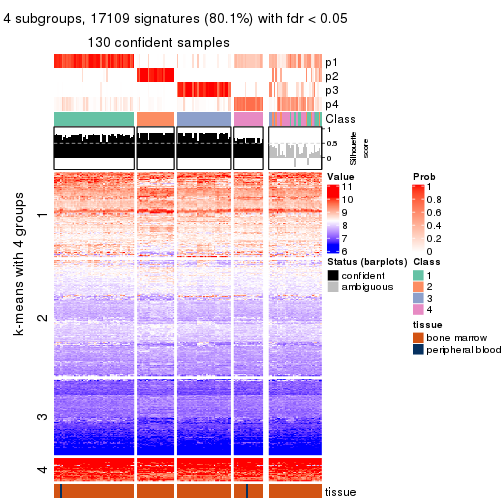 4 subgroups, 17109 signatures (80.1%) with fdr < 0.05
130 confident samples
p1
p2
p3
p4
Class
1
0.5
0
Silhouette
score
k-means with 4 groups
1
2
3
4
tissue
Value
11
10
9
8
7
6
Prob
1
0.8
0.6
0.4
0.2
0
Status (barplots)
confident
ambiguous
Class
1
2
3
4
tissue
bone marrow
peripheral blood